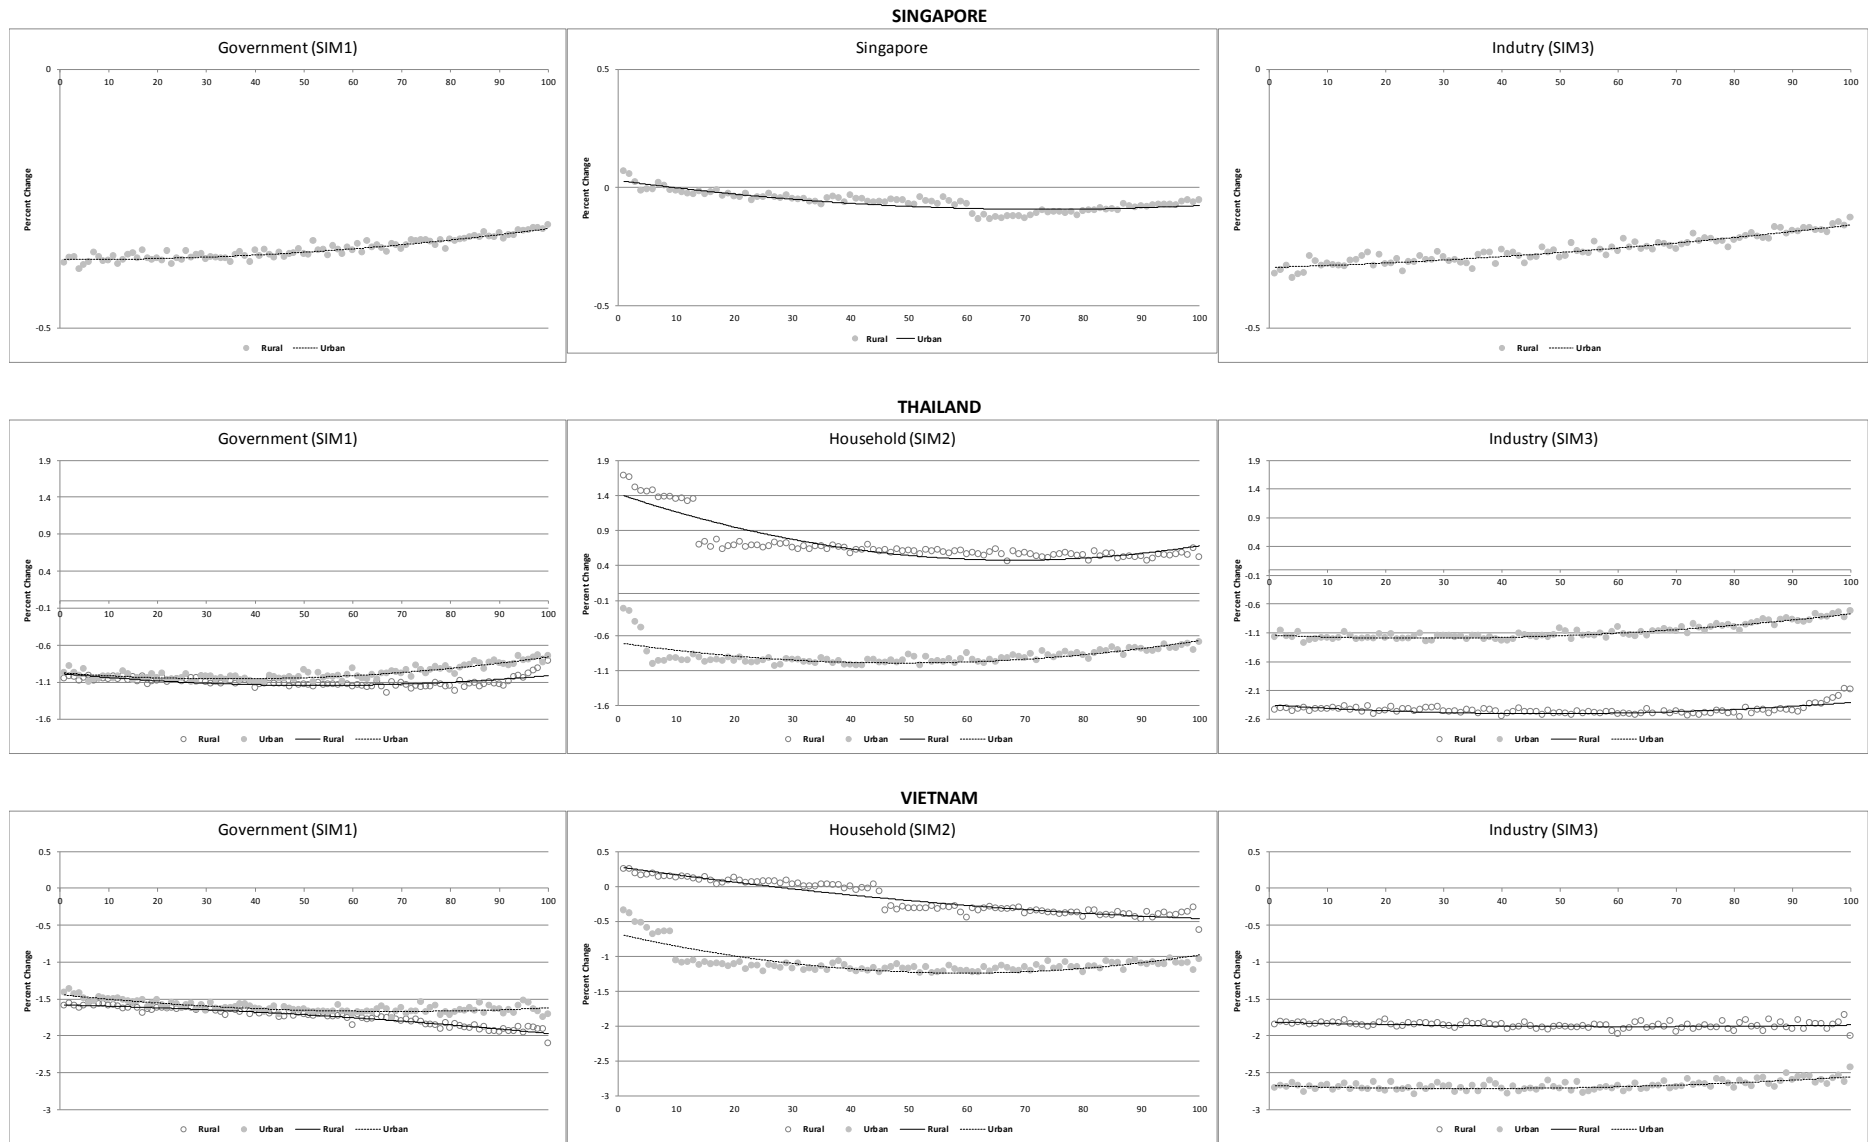 SINGAPORE
Government (SIM1)
0
0 10 20 30 40 50 60 70 80 90 100
Percent Change
-0.5
Rural Urban
Singapore
0.5
Percent Change
0
-0.5
0 10 20 30 40 50 60 70 80 90 100
Rural Urban
Indutry (SIM3)
0
0 10 20 30 40 50 60 70 80 90 100
Percent Change
-0.5
Rural Urban
THAILAND
Government (SIM1)
1.9
1.4
0.9
0.4
Percent Change
-0.1
0 10 20 30 40 50 60 70 80 90 100
-0.6
-1.1
-1.6
Rural Urban Rural Urban
Household (SIM2)
1.9
1.4
0.9
0.4
Percent Change
-0.1
-0.6
-1.1
-1.6
0 10 20 30 40 50 60 70 80 90 100
Rural Urban Rural Urban
Industry (SIM3)
1.9
1.4
0.9
0.4
Percent Change
-0.1
0 10 20 30 40 50 60 70 80 90 100
-0.6
-1.1
-1.6
-2.1
-2.6
Rural Urban Rural Urban
VIETNAM
Government (SIM1)
0.5
0
0 10 20 30 40 50 60 70 80 90 100
-0.5
-1
Percent Change
-1.5
-2
-2.5
-3
Rural Urban Rural Urban
Household (SIM2)
0.5
0
-0.5
-1
Percent Change
-1.5
-2
-2.5
-3
0 10 20 30 40 50 60 70 80 90 100
Rural Urban Rural Urban
Industry (SIM3)
0.5
0
0 10 20 30 40 50 60 70 80 90 100
-0.5
-1
Percent Change
-1.5
-2
-2.5
-3
Rural Urban Rural Urban